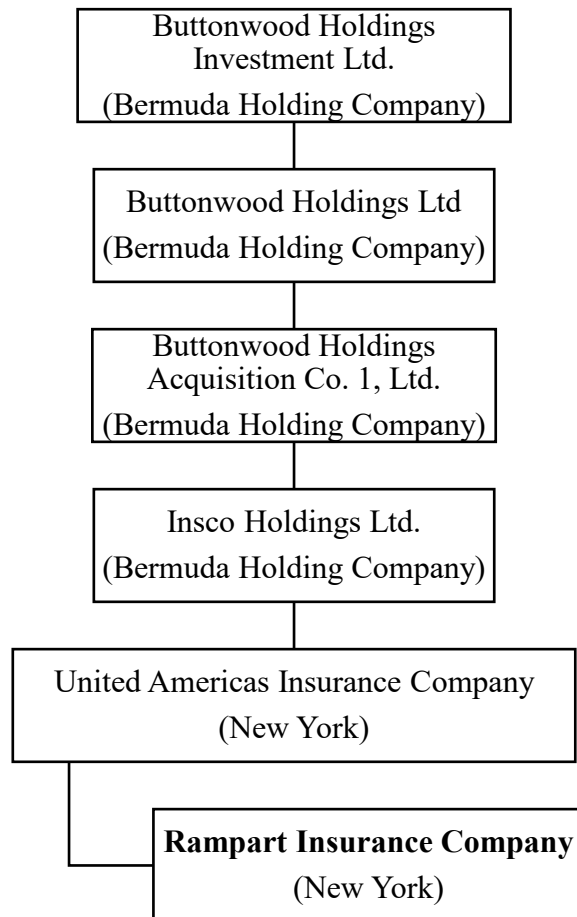 Buttonwood Holdings
Investment Ltd.
(Bermuda Holding Company)
Buttonwood Holdings Ltd
(Bermuda Holding Company)
Buttonwood Holdings
Acquisition Co. 1, Ltd.
(Bermuda Holding Company)
Insco Holdings Ltd.
(Bermuda Holding Company)
United Americas Insurance Company
(New York)
Rampart Insurance Company
(New York)